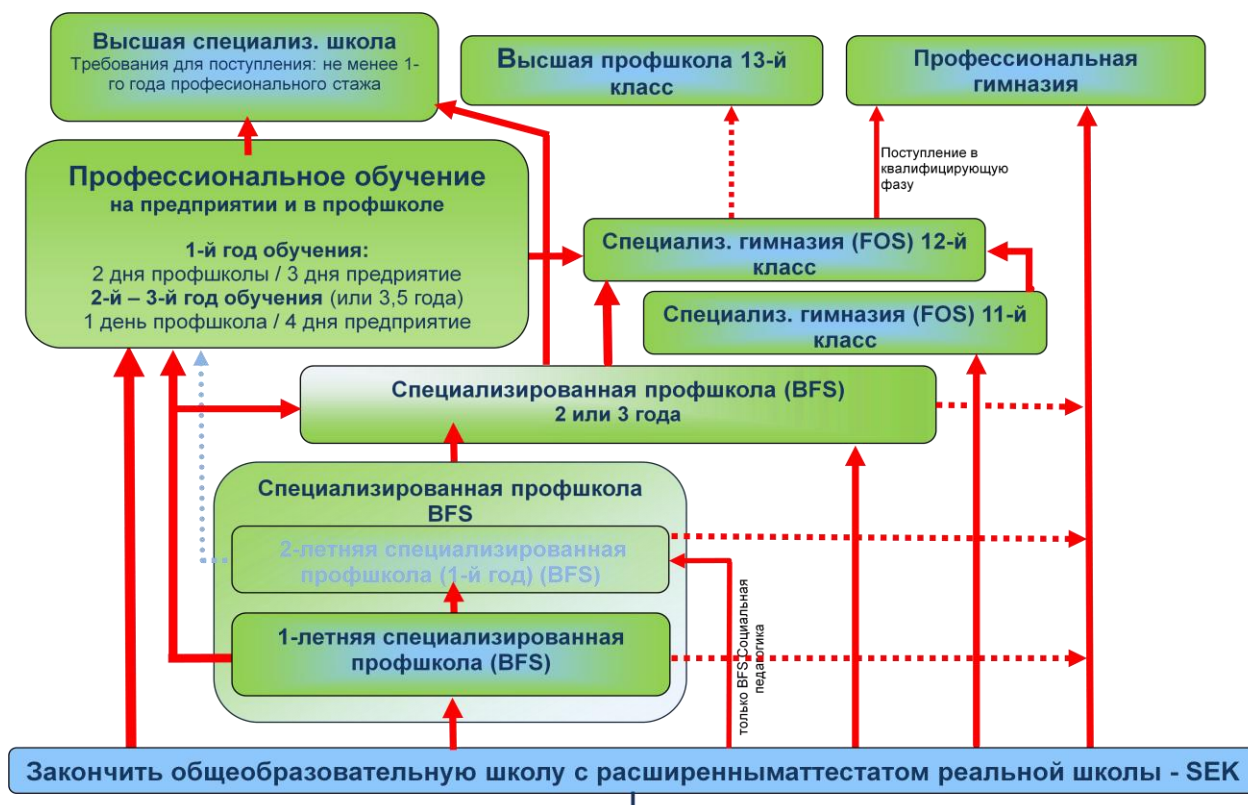 Высшая специализ. школа
Требования для поступления: не менее 1-
го года професионального стажа
Высшая профшкола 13-й
класс
Профессиональная
гимназия
Профессиональное обучение
на предприятии и в профшколе
1-й год обучения:
2 дня профшколы / 3 дня предриятие
2-й – 3-й год обучения (или 3,5 года)
1 день профшкола / 4 дня предприятие
Поступление в
квалифицирующую
фазу
Специализ. гимназия (FOS) 12-й
класс
Специализ. гимназия (FOS) 11-й
класс
Специализированная профшкола (BFS)
2 или 3 года
Специализированная профшкола
BFS
2-летняя специализированная
профшкола (1-й год) (BFS)
1-летняя специализированная
профшкола (BFS)
только BFS Социальная
педагогика
Закончить общеобразовательную школу с расширенныматтестатом реальной школы - SEK